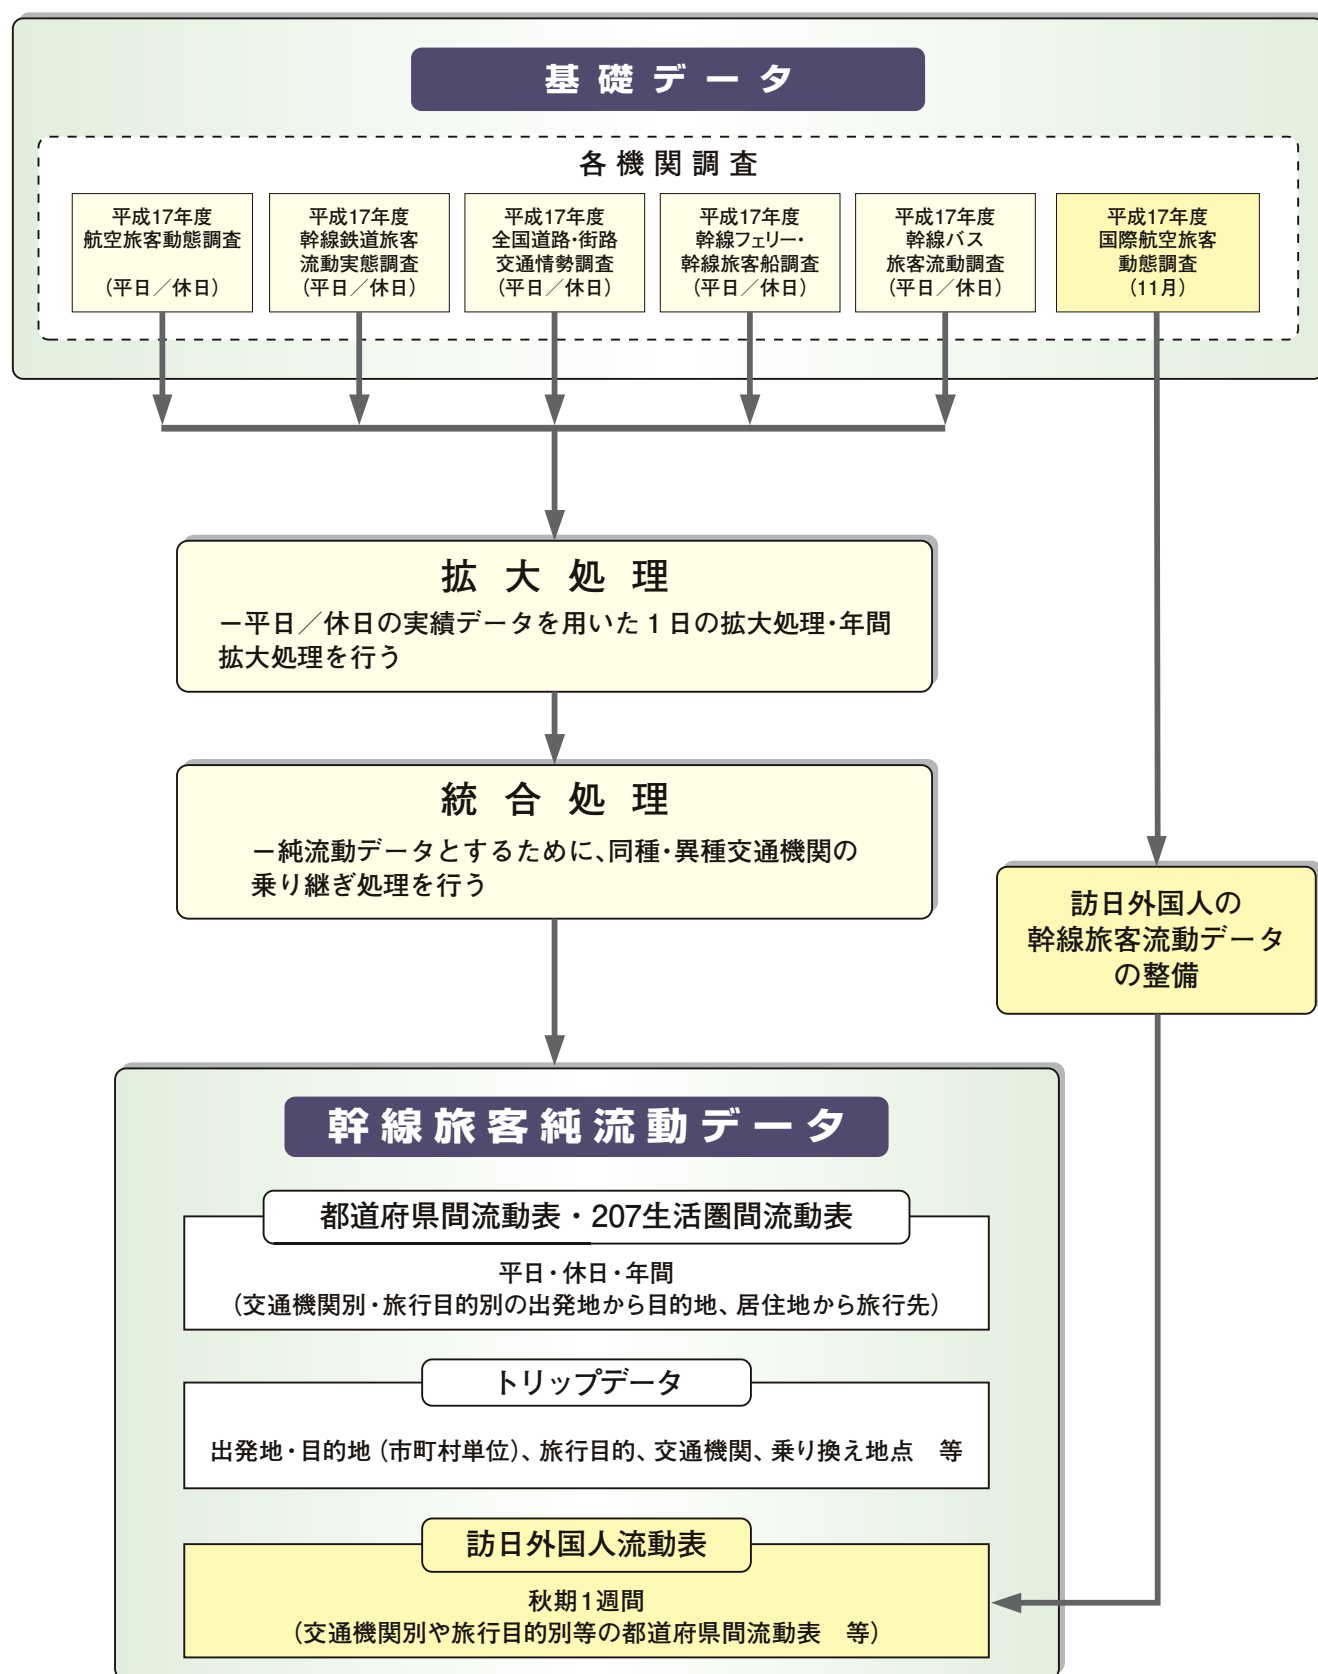 基礎データ
各機関調査
平成17年度
航空旅客動態調査
(平日／休日)
平成17年度
幹線鉄道旅客
流動実態調査
(平日／休日)
平成17年度
全国道路・街路
交通情勢調査
(平日／休日)
平成17年度
幹線フェリー・
幹線旅客船調査
(平日／休日)
平成17年度
幹線バス
旅客流動調査
(平日／休日)
平成17年度
国際航空旅客
動態調査
(11月)
拡大処理
－平日／休日の実績データを用いた1日の拡大処理・年間
拡大処理を行う
統合処理
－純流動データとするために、同種・異種交通機関の
乗り継ぎ処理を行う
訪日外国人の
幹線旅客流動データ
の整備
幹線旅客純流動データ
都道府県間流動表・207生活圏間流動表
平日・休日・年間
(交通機関別・旅行目的別の出発地から目的地、居住地から旅行先)
トリップデータ
出発地・目的地(市町村単位)、旅行目的、交通機関、乗り換え地点　等
訪日外国人流動表
秋期1週間
(交通機関別や旅行目的別等の都道府県間流動表　等)